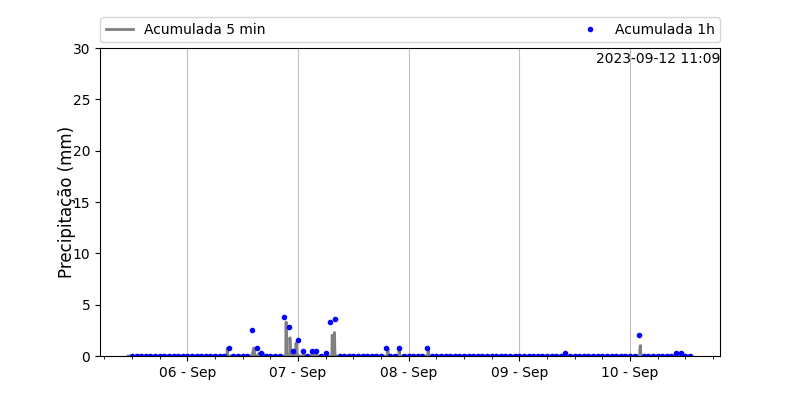 Acumulada 5 min
Acumulada 1h
2023-09-12 11:09
Precipitação (mm)
30
25
20
15
10
5
0
06 - Sep
07 - Sep
08 - Sep
09 - Sep
10 - Sep